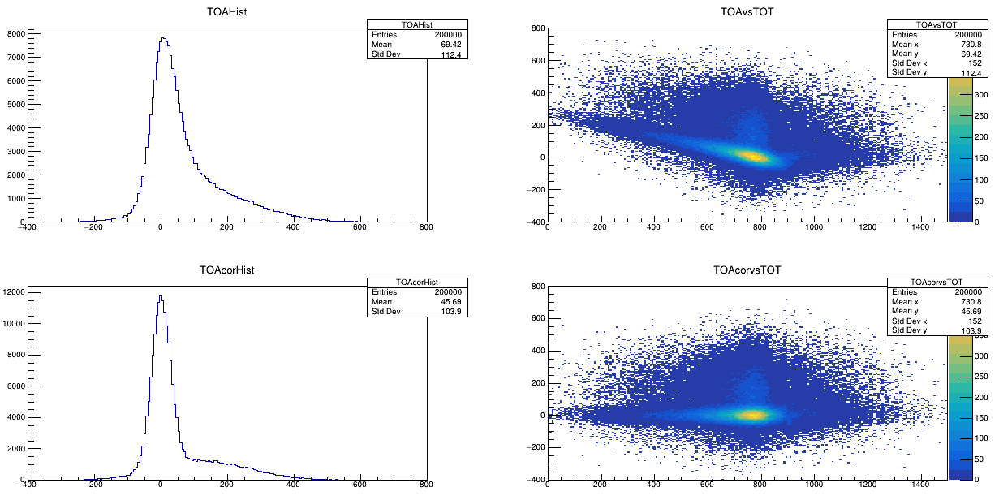 TOAHist
TOAHist
Entries 200000
Mean 69.42
Std Dev 112.4
8000
7000
6000
5000
4000
3000
2000
1000
0
−400 −200 0 200 400 600 800
TOAvsTOT
TOAvsTOT
Entries 200000
Mean x 730.8
Mean y 69.42
Std Dev x 152
Std Dev y 112.4
800
600
400
200
0
−200
−400
0 200 400 600 800 1000 1200 1400
350
300
250
200
150
100
50
0
TOAcorHist
TOAcorHist
Entries 200000
Mean 45.69
Std Dev 103.9
12000
10000
8000
6000
4000
2000
0
−400 −200 0 200 400 600 800
TOAcorvsTOT
TOAcorvsTOT
Entries 200000
Mean x 730.8
Mean y 45.69
Std Dev x 152
Std Dev y 103.9
800
600
400
200
0
−200
−400
0 200 400 600 800 1000 1200 1400
300
250
200
150
100
50
0